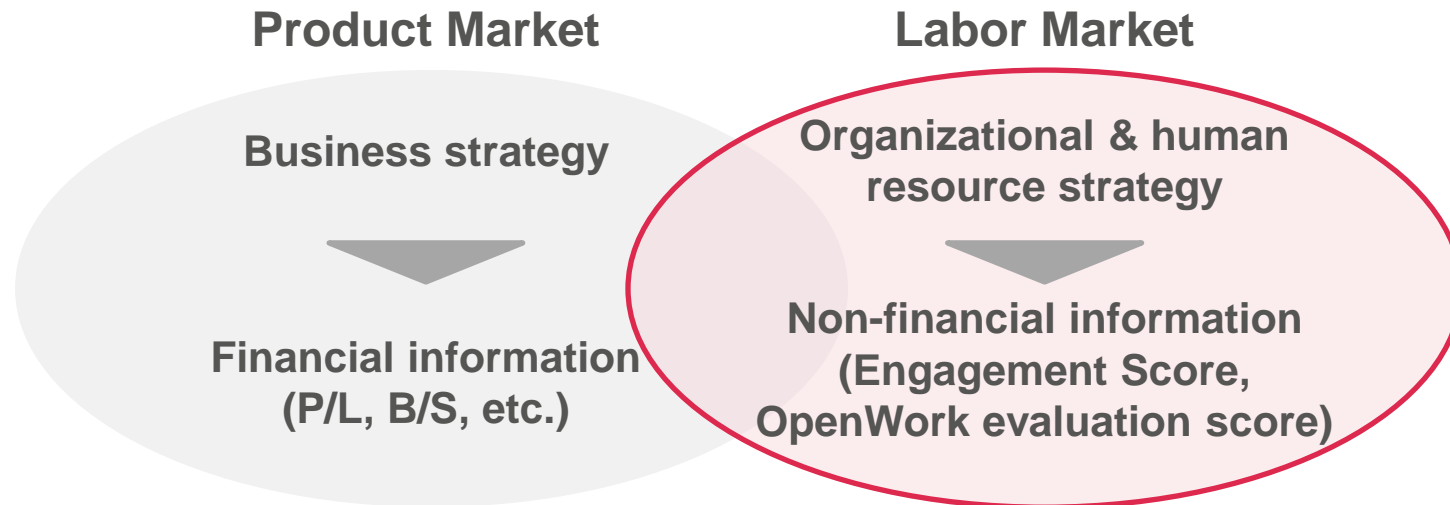 Product Market
Business strategy
Financial information
(P/L, B/S, etc.)
Labor Market
Organizational & human
resource strategy
Non-financial information
(Engagement Score,
OpenWork evaluation score)